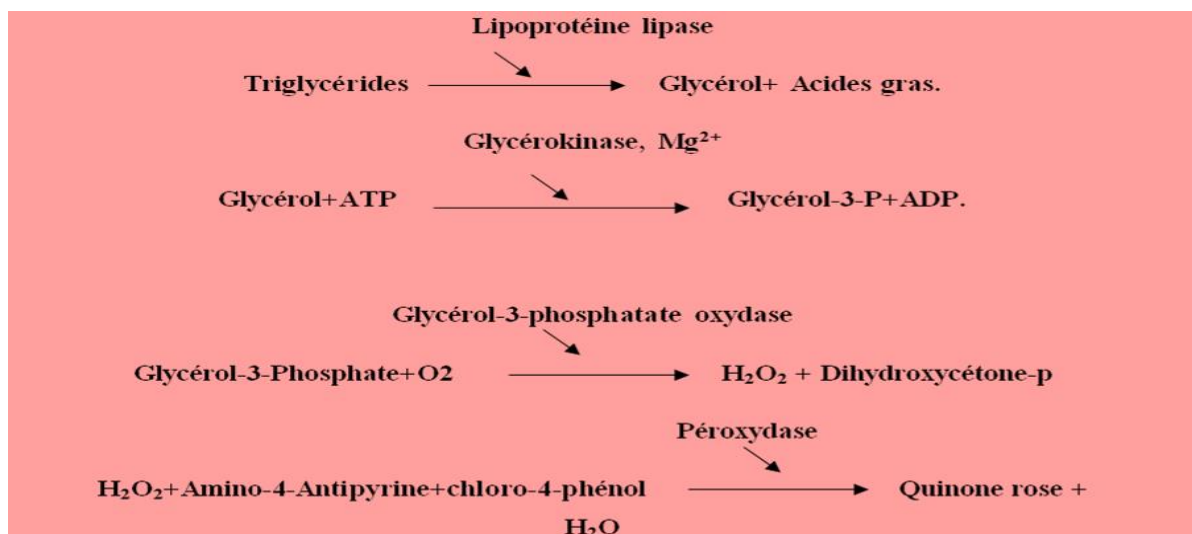 Lipoprotéine lipase
Triglycérides Glycérol+ Acides gras.
Glycérokinase, Mg²⁺
Glycérol+ATP Glycérol-3-P+ADP.
Glycérol-3-phosphatate oxydase
Glycérol-3-Phosphate+O2 H₂O₂ + Dihydroxycétone-p
Péroxydase
H₂O₂+Amino-4-Antipyrine+chloro-4-phénol Quinone rose +
H₂O